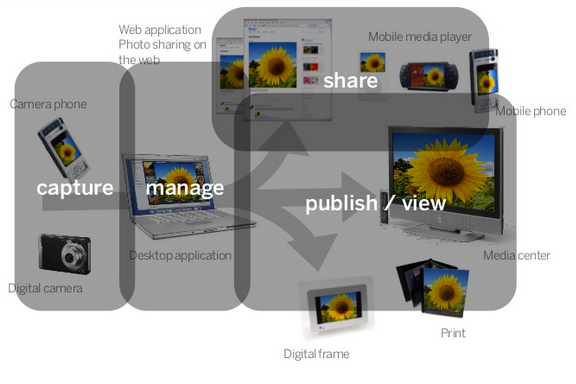 Web application
Photo sharing on
the web
Mobile media player
share
Camera phone
Mobile phone
capture
manage
publish / view
Desktop application
Media center
Digital camera
Print
Digital frame